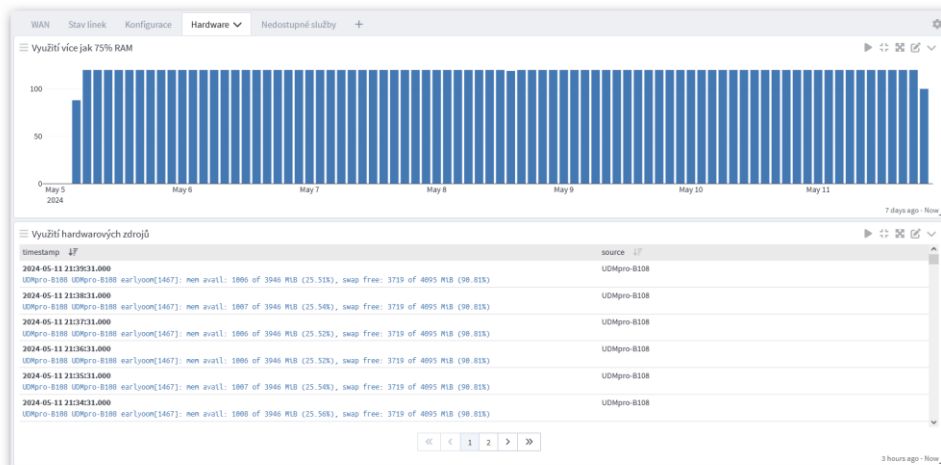 WAN Stav linek Konfigurace Hardware Nedostupné služby +
Využití více jak 75% RAM
100
50
0
May 5 May 6 May 7 May 8 May 9 May 10 May 11
2024
7 days ago - Now
Využití hardwarových zdrojů
timestamp source
2024-05-11 21:39:31.000 UDMpro-B108
UDMpro-B108 UDMpro-B108 earlyoom[1467]: mem avail: 1006 of 3946 MiB (25.51%), swap free: 3719 of 4095 MiB (90.81%)
2024-05-11 21:38:31.000 UDMpro-B108
UDMpro-B108 UDMpro-B108 earlyoom[1467]: mem avail: 1007 of 3946 MiB (25.54%), swap free: 3719 of 4095 MiB (90.81%)
2024-05-11 21:37:31.000 UDMpro-B108
UDMpro-B108 UDMpro-B108 earlyoom[1467]: mem avail: 1006 of 3946 MiB (25.52%), swap free: 3719 of 4095 MiB (90.81%)
2024-05-11 21:36:31.000 UDMpro-B108
UDMpro-B108 UDMpro-B108 earlyoom[1467]: mem avail: 1006 of 3946 MiB (25.52%), swap free: 3719 of 4095 MiB (90.81%)
2024-05-11 21:35:31.000 UDMpro-B108
UDMpro-B108 UDMpro-B108 earlyoom[1467]: mem avail: 1007 of 3946 MiB (25.54%), swap free: 3719 of 4095 MiB (90.81%)
2024-05-11 21:34:31.000 UDMpro-B108
UDMpro-B108 UDMpro-B108 earlyoom[1467]: mem avail: 1008 of 3946 MiB (25.56%), swap free: 3719 of 4095 MiB (90.81%)
« ‹ 1 2 › »
3 hours ago - Now